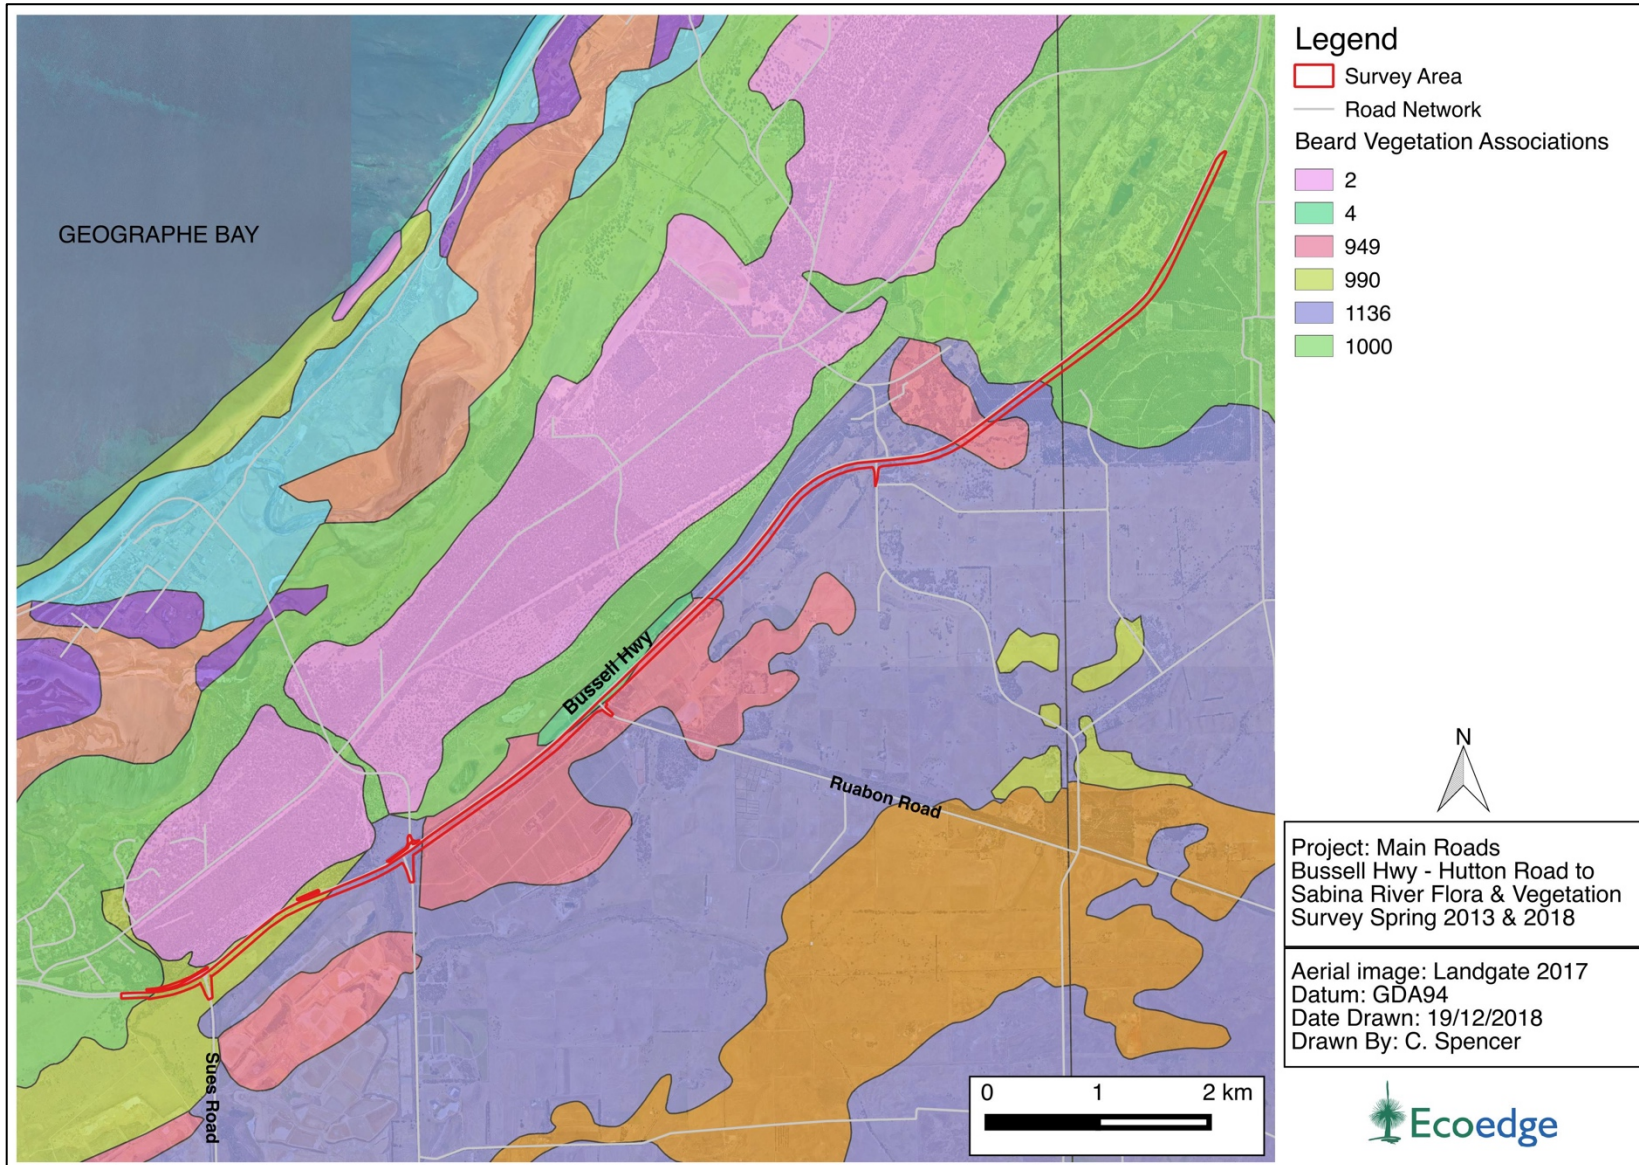 GEOGRAPHE BAY
Bussell Hwy
Ruabon Road
Sues Road
Legend
Survey Area
Road Network
Beard Vegetation Associations
2
4
949
990
1136
1000
N
Project: Main Roads
Bussell Hwy - Hutton Road to
Sabina River Flora & Vegetation
Survey Spring 2013 & 2018
Aerial image: Landgate 2017
Datum: GDA94
Date Drawn: 19/12/2018
Drawn By: C. Spencer
0 1 2 km
Ecoedge